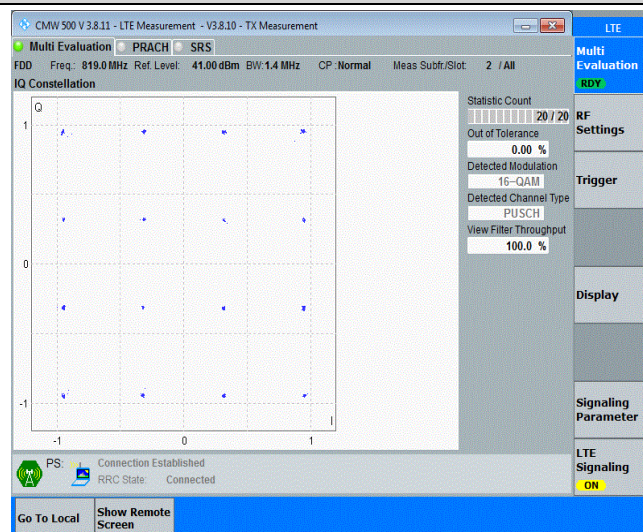 CMW 500 V 3.8.11 - LTE Measurement - V3.8.10 - TX Measurement
LTE
Multi Evaluation PRACH SRS
FDD Freq.: 819.0 MHz Ref. Level: 41.00 dBm BW: 1.4 MHz CP : Normal Meas Subfr./Slot: 2 / All
IQ Constellation
Q
1
0
-1
-1 0 1
I
Statistic Count
20 / 20
Out of Tolerance
0.00 %
Detected Modulation
16-QAM
Detected Channel Type
PUSCH
View Filter Throughput
100.0 %
Multi
Evaluation
RDY
RF
Settings
Trigger
Display
Signaling
Parameter
LTE
Signaling
ON
PS: Connection Established
RRC State: Connected
Go To Local
Show Remote
Screen